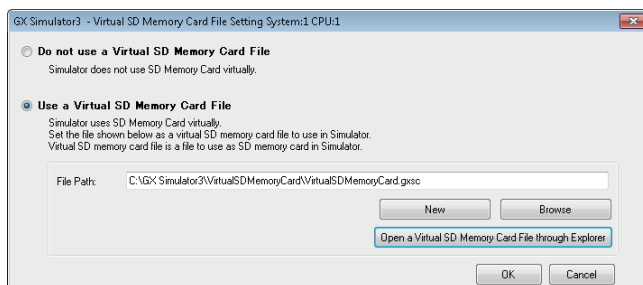 GX Simulator3 - Virtual SD Memory Card File Setting System:1 CPU:1
Do not use a Virtual SD Memory Card File
Simulator does not use SD Memory Card virtually.
Use a Virtual SD Memory Card File
Simulator uses SD Memory Card virtually.
Set the file shown below as a virtual SD memory card file to use in Simulator.
Virtual SD memory card file is a file to use as SD memory card in Simulator.
File Path: C:\GX Simulator3\VirtualSDMemoryCard\VirtualSDMemoryCard.gxsc
New Browse
Open a Virtual SD Memory Card File through Explorer
OK Cancel